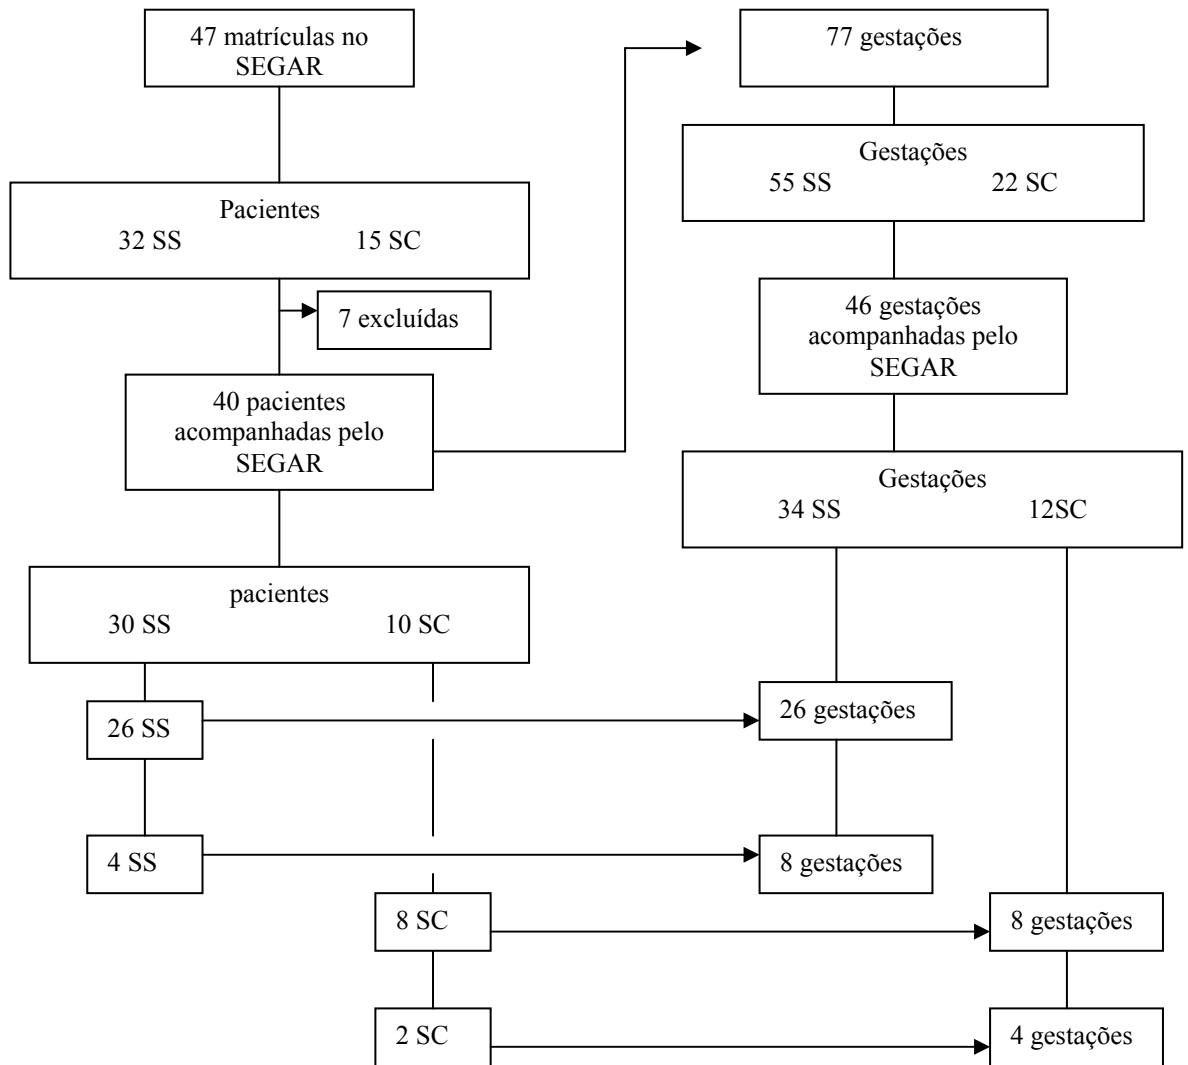 47 matrículas no
SEGAR
Pacientes
32 SS 15 SC
7 excluídas
40 pacientes
acompanhadas pelo
SEGAR
pacientes
30 SS 10 SC
26 SS
4 SS
8 SC
2 SC
77 gestações
Gestações
55 SS 22 SC
46 gestações
acompanhadas pelo
SEGAR
Gestações
34 SS 12SC
26 gestações
8 gestações
8 gestações
4 gestações